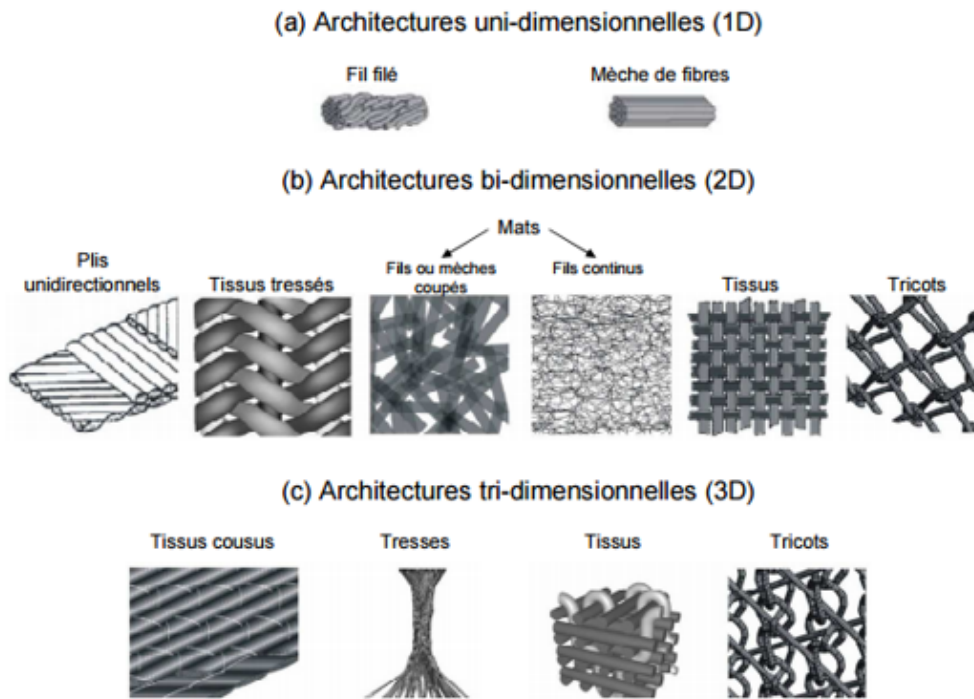 (a) Architectures uni-dimensionnelles (1D)
Fil filé
Mèche de fibres
(b) Architectures bi-dimensionnelles (2D)
Mats
Plis
unidirectionnels
Tissus tressés
Fils ou mèches
coupés
Fils continus
Tissus
Tricots
(c) Architectures tri-dimensionnelles (3D)
Tissus cousus
Tresses
Tissus
Tricots